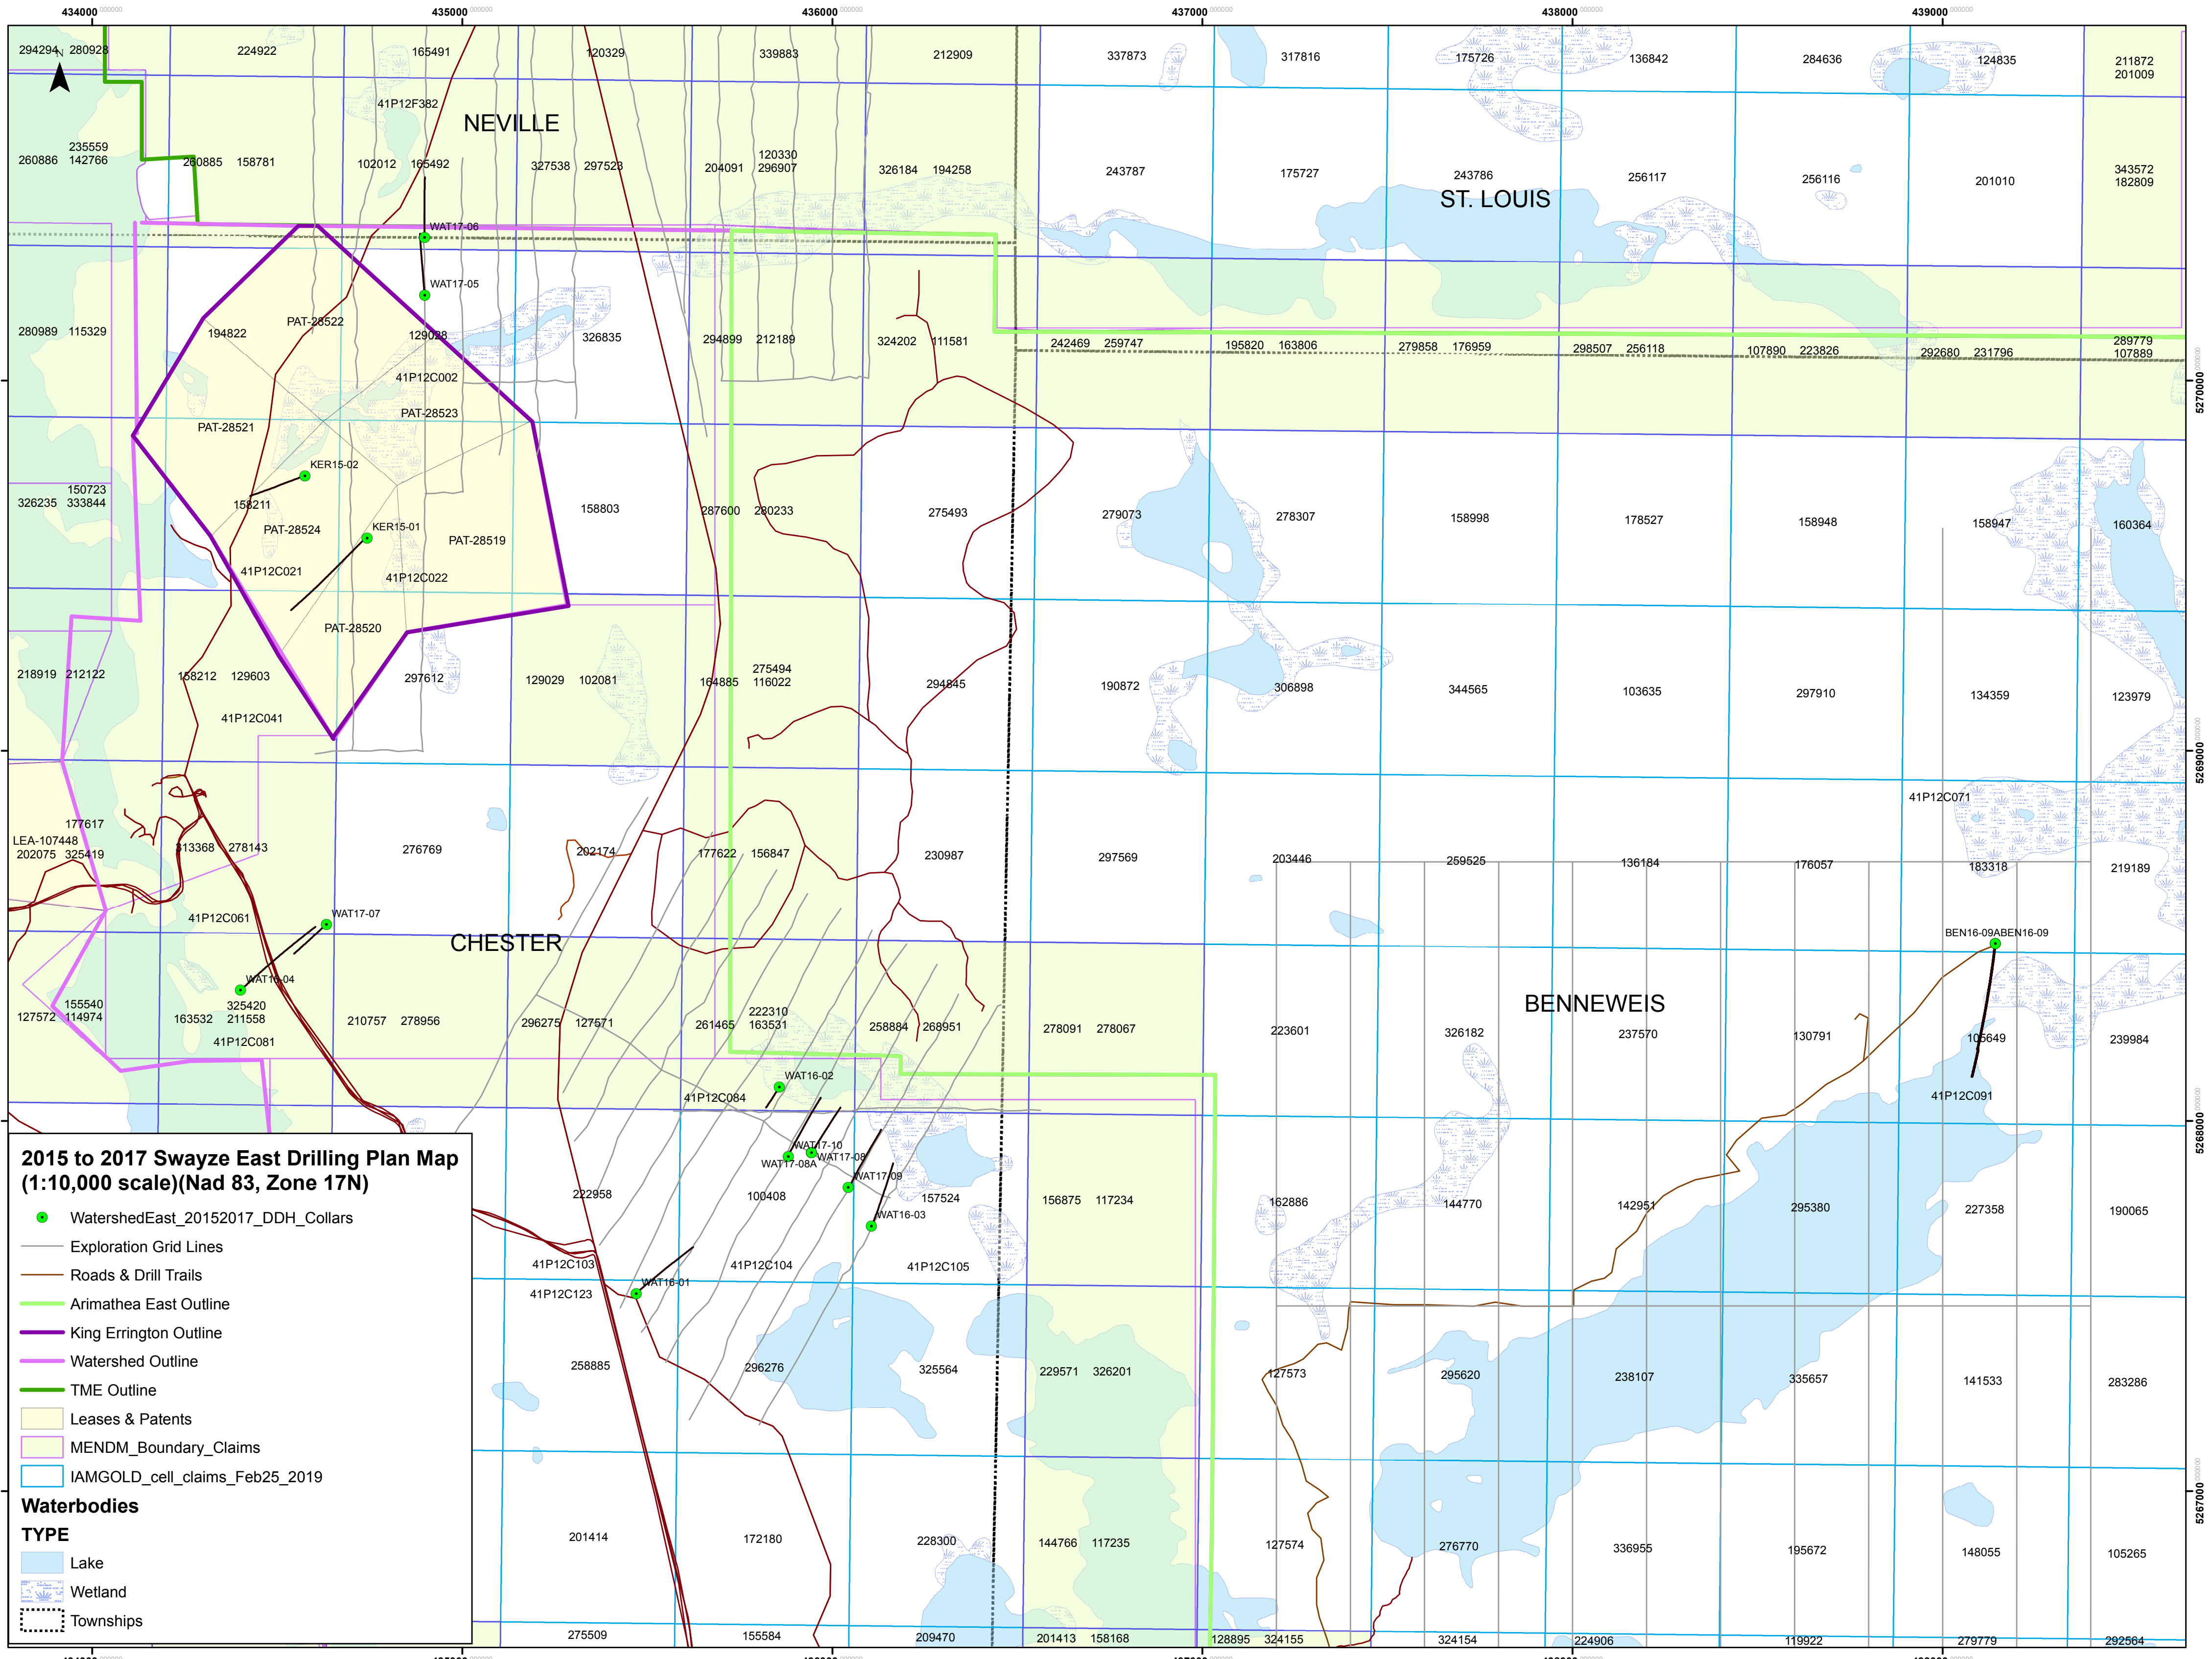 434000.000000 435000.000000 436000.000000 437000.000000 438000.000000 439000.000000
294294 280928 224922 165491 120329 339883 212909 337873 317816 175726 136842 284636 124835 211872
201009
N
41P12F382
NEVILLE
235559
260886 142766 260885 158781 102012 165492 327538 297523 204091 120330
296907 326184 194258 243787 175727 243786 256117 256116 201010 343572
182809
ST. LOUIS
WAT17-06
WAT17-05
PAT-28522
280989 115329 194822 129028 326835 294899 212189 324202 111581 242469 259747 195820 163806 279858 176959 298507 256118 107890 223826 292680 231796 289779
107889
41P12C002
5270000.000000
PAT-28523
PAT-28521
KER15-02
150723
326235 333844 158211 158803 287600 280233 275493 279073 278307 158998 178527 158948 158947 160364
PAT-28524
KER15-01
PAT-28519
41P12C021
41P12C022
PAT-28520
218919 212122 158212 129603 297612 129029 102081 164885 275494
116022 294845 190872 306898 344565 103635 297910 134359 123979
41P12C041
5269000.000000
41P12C071
177617
LEA-107448
202075 325419 313368 278143 276769 202174 177622 156847 230987 297569 203446 259525 136184 176057 183318 219189
41P12C061
WAT17-07
CHESTER
BEN16-09ABEN16-09
WAT16-04
BENNEWEIS
155540
127572 114974 163532 325420
211558 210757 278956 296275 127571 261465 222310
163531 258884 268951 278091 278067 223601 326182 237570 130791 105649 239984
41P12C081
WAT16-02
41P12C084
41P12C091
5268000.000000
WAT17-10
WAT17-08
WAT17-08A
WAT17-09
222958 100408 157524 156875 117234 162886 144770 142951 295380 227358 190065
WAT16-03
41P12C103 41P12C104 41P12C105
WAT16-01
41P12C123
258885 296276 325564 229571 326201 127573 295620 238107 335657 141533 283286
5267000.000000
201414 172180 228300 144766 117235 127574 276770 336955 195672 148055 105265
275509 155584 209470 201413 158168 128895 324155 324154 224906 119922 279779 292564
2015 to 2017 Swayze East Drilling Plan Map
(1:10,000 scale)(Nad 83, Zone 17N)
WatershedEast_20152017_DDH_Collars
Exploration Grid Lines
Roads & Drill Trails
Arimathea East Outline
King Errington Outline
Watershed Outline
TME Outline
Leases & Patents
MENDM_Boundary_Claims
IAMGOLD_cell_claims_Feb25_2019
Waterbodies
TYPE
Lake
Wetland
Townships